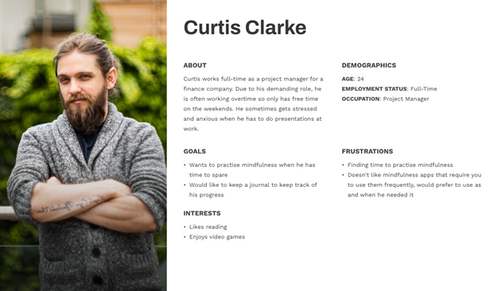 Curtis Clarke
ABOUT
Curtis works full-time as a project manager for a
finance company. Due to his demanding role, he
is often working overtime so only has free time
on the weekends. He sometimes gets stressed
and anxious when he has to do presentations at
work.
DEMOGRAPHICS
AGE: 24
EMPLOYMENT STATUS: Full-Time
OCCUPATION: Project Manager
GOALS
• Wants to practise mindfulness when he has
time to spare
• Would like to keep a journal to keep track of
his progress
FRUSTRATIONS
• Finding time to practise mindfulness
• Doesn't like mindfulness apps that require you
to use them frequently, would prefer to use as
and when he needed it
INTERESTS
• Likes reading
• Enjoys video games